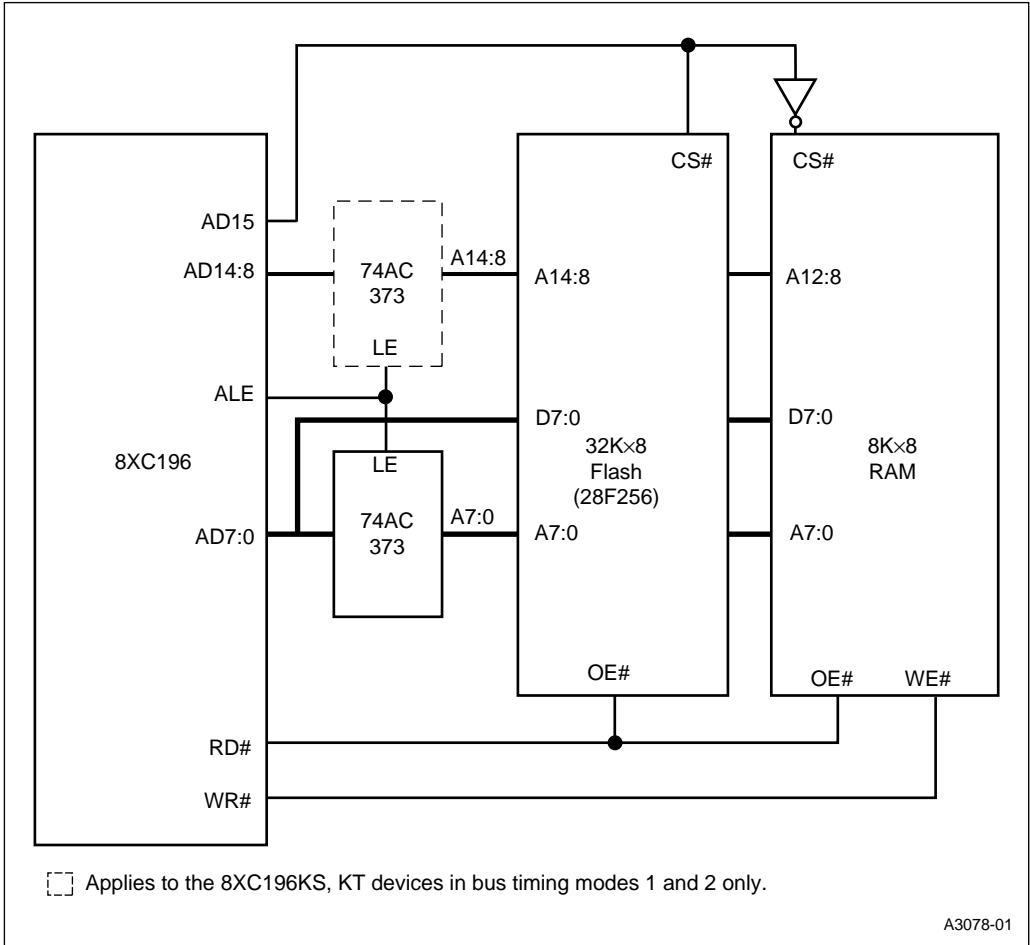 CS#
CS#
AD15
AD14:8
74AC
373
LE
A14:8
A14:8
A12:8
ALE
D7:0
D7:0
8XC196
LE
32K×8
Flash
(28F256)
8K×8
RAM
AD7:0
74AC
373
A7:0
A7:0
A7:0
OE#
OE#
WE#
RD#
WR#
Applies to the 8XC196KS, KT devices in bus timing modes 1 and 2 only.
A3078-01